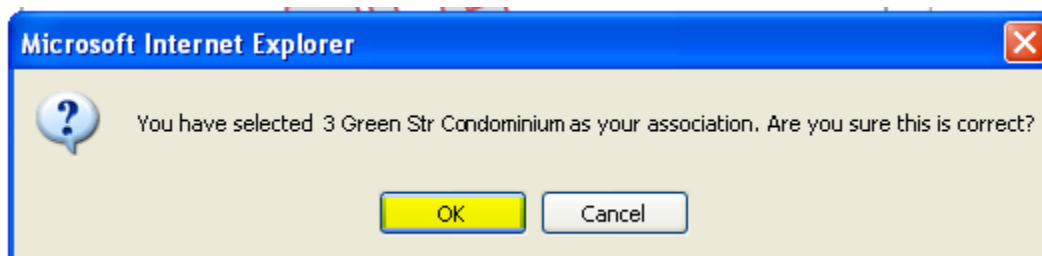 Microsoft Internet Explorer
You have selected 3 Green Str Condominium as your association. Are you sure this is correct?
OK
Cancel